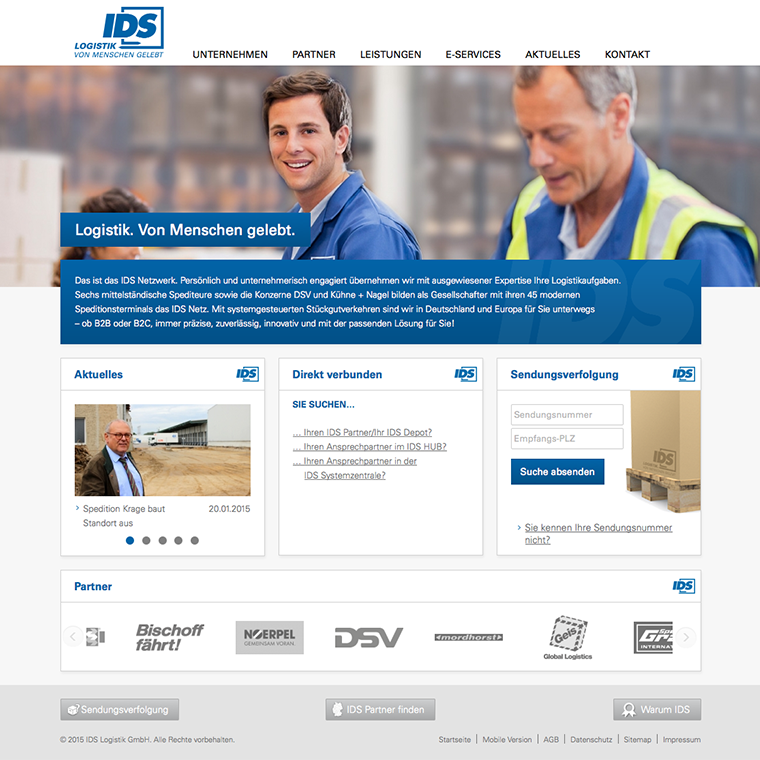 IDS
LOGISTIK
VON MENSCHEN GELEBT
UNTERNEHMEN PARTNER LEISTUNGEN E-SERVICES AKTUELLES KONTAKT
Logistik. Von Menschen gelebt.
Das ist das IDS Netzwerk. Persönlich und unternehmerisch engagiert übernehmen wir mit ausgewiesener Expertise Ihre Logistikaufgaben.
Sechs mittelständische Spediteure sowie die Konzerne DSV und Kühne + Nagel bilden als Gesellschafter mit ihren 45 modernen
Speditionsterminals das IDS Netz. Mit systemgesteuerten Stückgutverkehren sind wir in Deutschland und Europa für Sie unterwegs
– ob B2B oder B2C, immer präzise, zuverlässig, innovativ und mit der passenden Lösung für Sie!
IDS
Aktuelles IDS
Spedition Krage baut 20.01.2015
Standort aus
Direkt verbunden IDS
SIE SUCHEN...
... Ihren IDS Partner/Ihr IDS Depot?
... Ihren Ansprechpartner im IDS HUB?
... Ihren Ansprechpartner in der
IDS Systemzentrale?
Sendungsverfolgung IDS
Sendungsnummer
Empfangs-PLZ
Suche absenden
IDS
Sie kennen Ihre Sendungsnummer
nicht?
Partner IDS
Bischoff
fährt!
NOERPEL
GEMEINSAM VORAN.
DSV
mordhorst
Geis
Global Logistics
INTERNAT
Sendungsverfolgung IDS Partner finden Warum IDS
© 2015 IDS Logistik GmbH. Alle Rechte vorbehalten. Startseite | Mobile Version | AGB | Datenschutz | Sitemap | Impressum